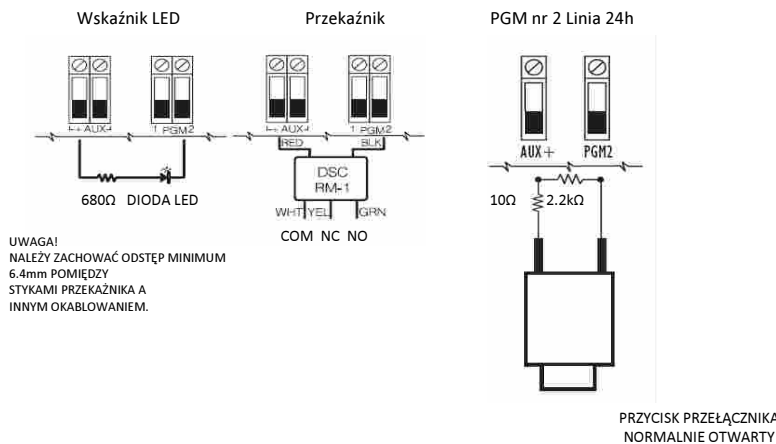 Wskaźnik LED
Przekaźnik
PGM nr 2 Linia 24h
+ AUX-
1 PGM2
680Ω DIODA LED
+ AUX-
1 PGM2
RED
BLK
DSC
RM-1
WHT YEL GRN
COM NC NO
AUX+
PGM2
10Ω
2.2kΩ
UWAGA!
NALEŻY ZACHOWAĆ ODSTĘP MINIMUM
6.4mm POMIĘDZY
STYKAMI PRZEKAŹNIKA A
INNYM OKABLOWANIEM.
PRZYCISK PRZEŁĄCZNIKA
NORMALNIE OTWARTY